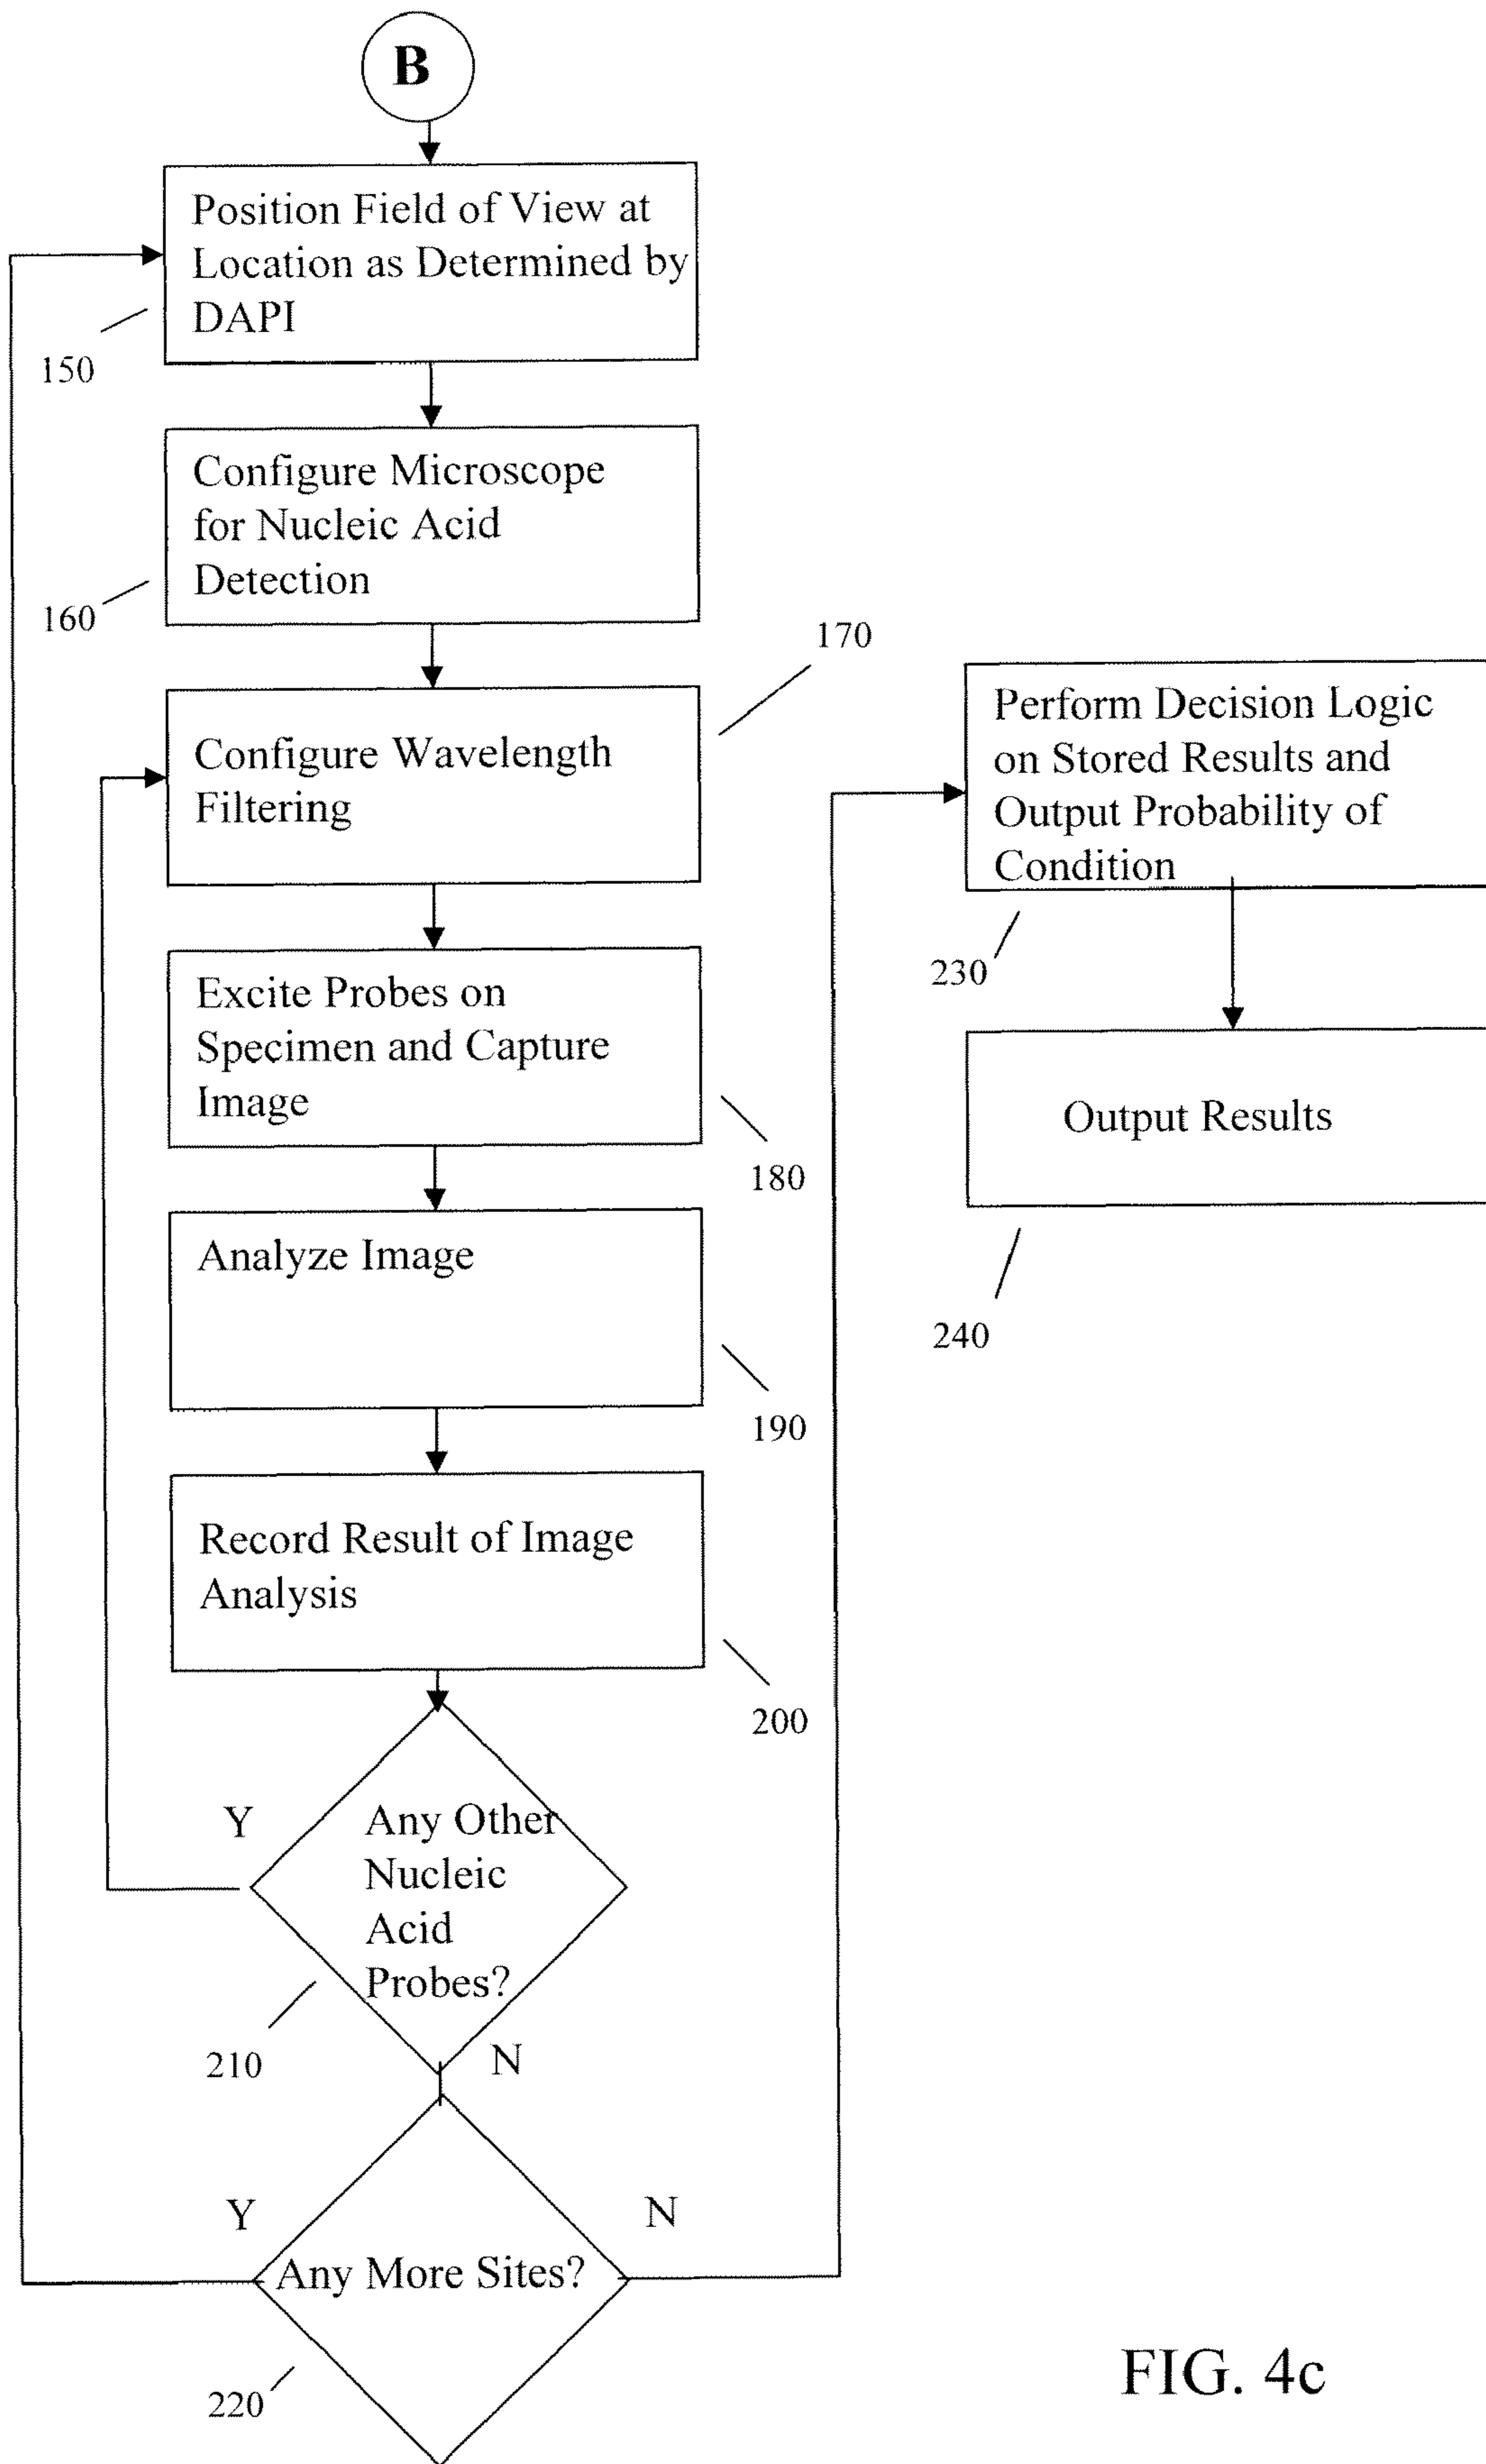 B
Position Field of View at
Location as Determined by
DAPI
150
Configure Microscope
for Nucleic Acid
Detection
160
170
Configure Wavelength
Filtering
Excite Probes on
Specimen and Capture
Image
180
Analyze Image
190
Record Result of Image
Analysis
200
Y
Any Other
Nucleic
Acid
Probes?
210
N
Y
N
Any More Sites?
220
Perform Decision Logic
on Stored Results and
Output Probability of
Condition
230
Output Results
240
FIG. 4c